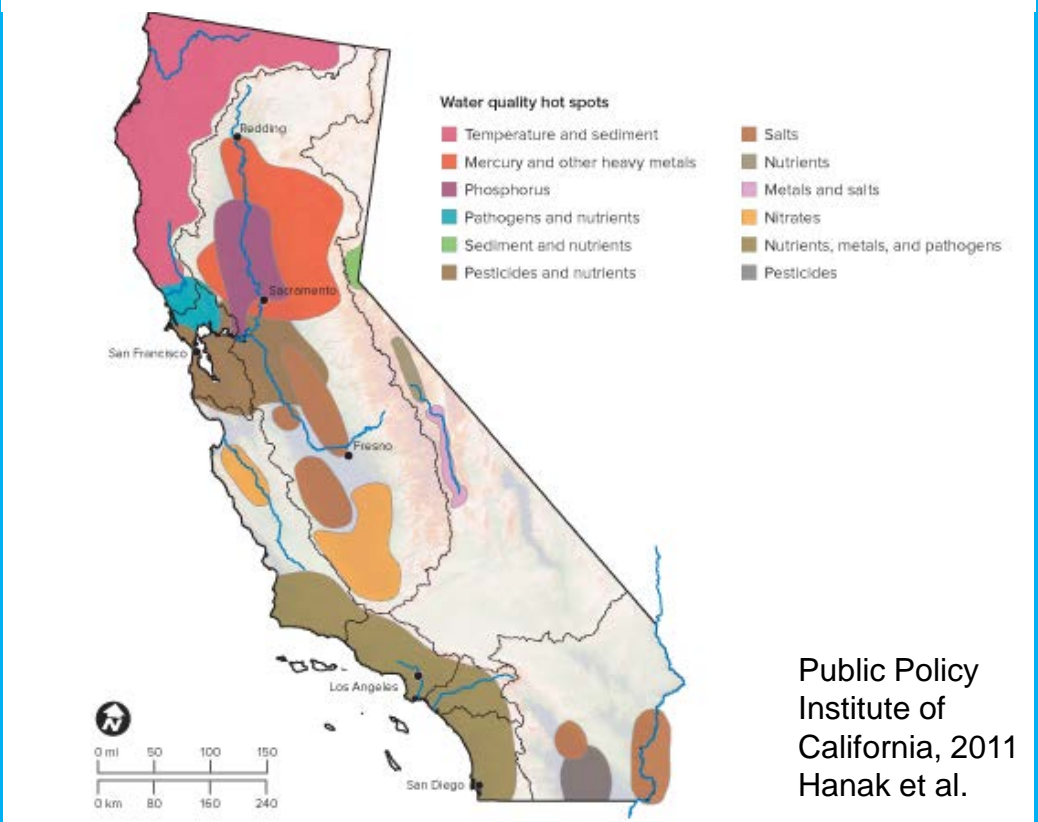 Water quality hot spots
Temperature and sediment
Mercury and other heavy metals
Phosphorus
Pathogens and nutrients
Sediment and nutrients
Pesticides and nutrients
Salts
Nutrients
Metals and salts
Nitrates
Nutrients, metals, and pathogens
Pesticides
Redding
Sacramento
San Francisco
Fresno
Los Angeles
San Diego
N
0 mi 50 100 150
0 km 80 160 240
Public Policy
Institute of
California, 2011
Hanak et al.